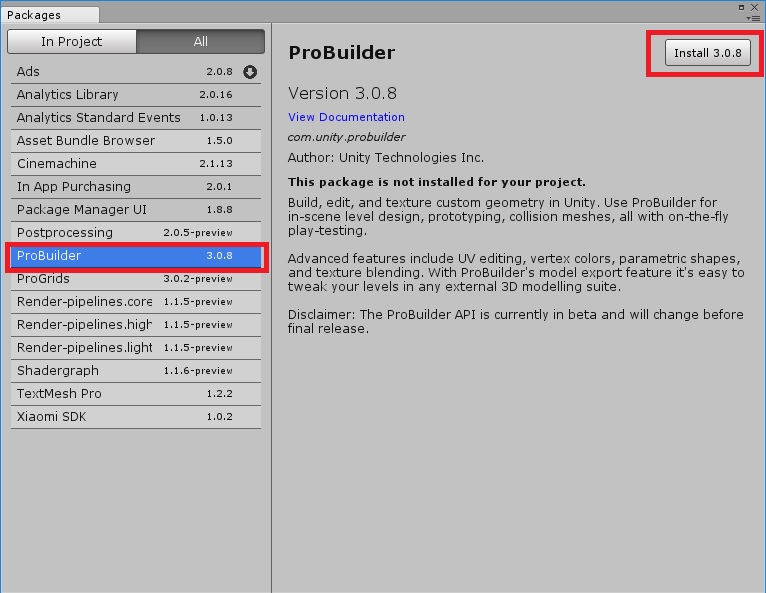 Packages
In Project
All
Ads 2.0.8
Analytics Library 2.0.16
Analytics Standard Events 1.0.13
Asset Bundle Browser 1.5.0
Cinemachine 2.1.13
In App Purchasing 2.0.1
Package Manager UI 1.8.8
Postprocessing 2.0.5-preview
ProBuilder 3.0.8
ProGrids 3.0.2-preview
Render-pipelines.core 1.1.5-preview
Render-pipelines.high 1.1.5-preview
Render-pipelines.light 1.1.5-preview
Shadergraph 1.1.6-preview
TextMesh Pro 1.2.2
Xiaomi SDK 1.0.2
ProBuilder
Install 3.0.8
Version 3.0.8
View Documentation
com.unity.probuilder
Author: Unity Technologies Inc.
This package is not installed for your project.
Build, edit, and texture custom geometry in Unity. Use ProBuilder for
in-scene level design, prototyping, collision meshes, all with on-the-fly
play-testing.
Advanced features include UV editing, vertex colors, parametric shapes,
and texture blending. With ProBuilder's model export feature it's easy to
tweak your levels in any external 3D modelling suite.
Disclaimer: The ProBuilder API is currently in beta and will change before
final release.